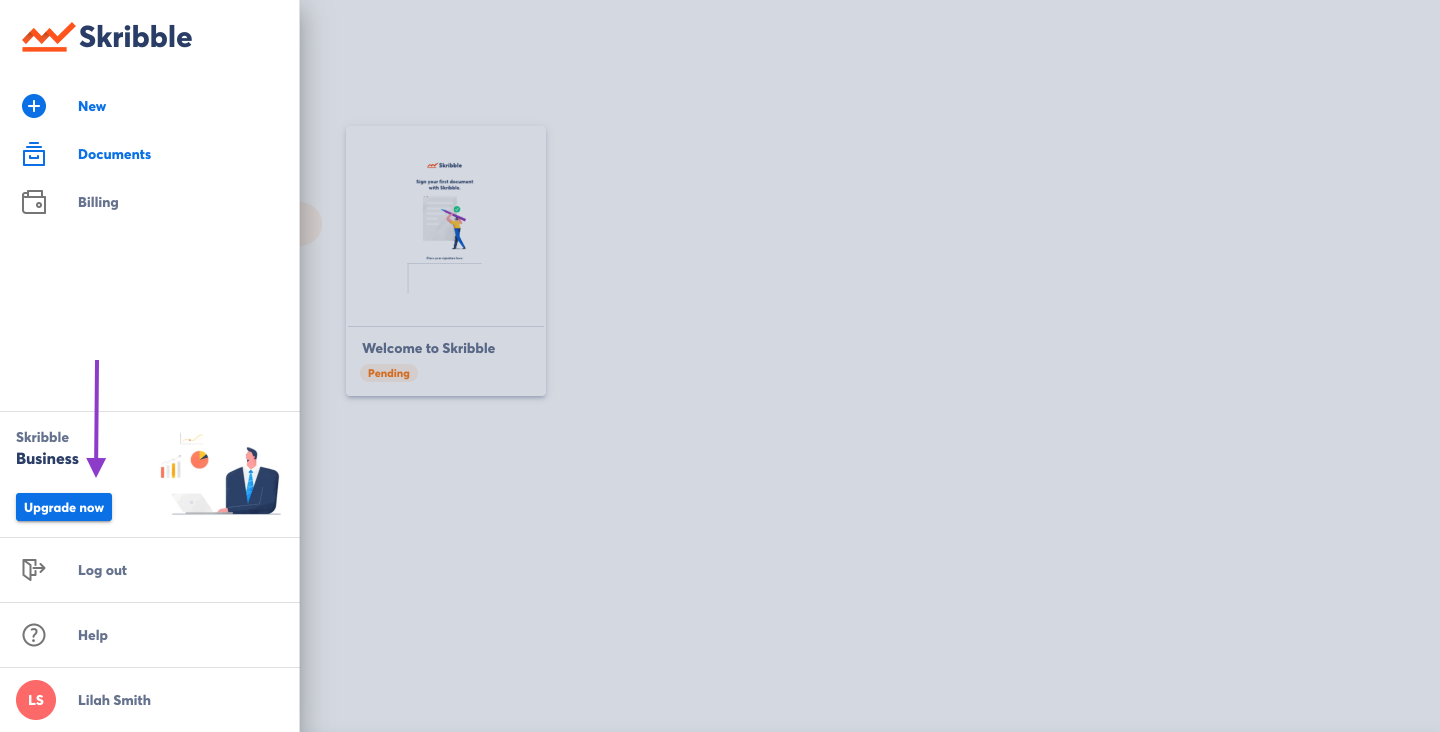 Skribble
New
Documents
Billing
Skribble
Business
Upgrade now
Log out
Help
LS
Lilah Smith
Skribble
Sign your first document
with Skribble.
Welcome to Skribble
Pending